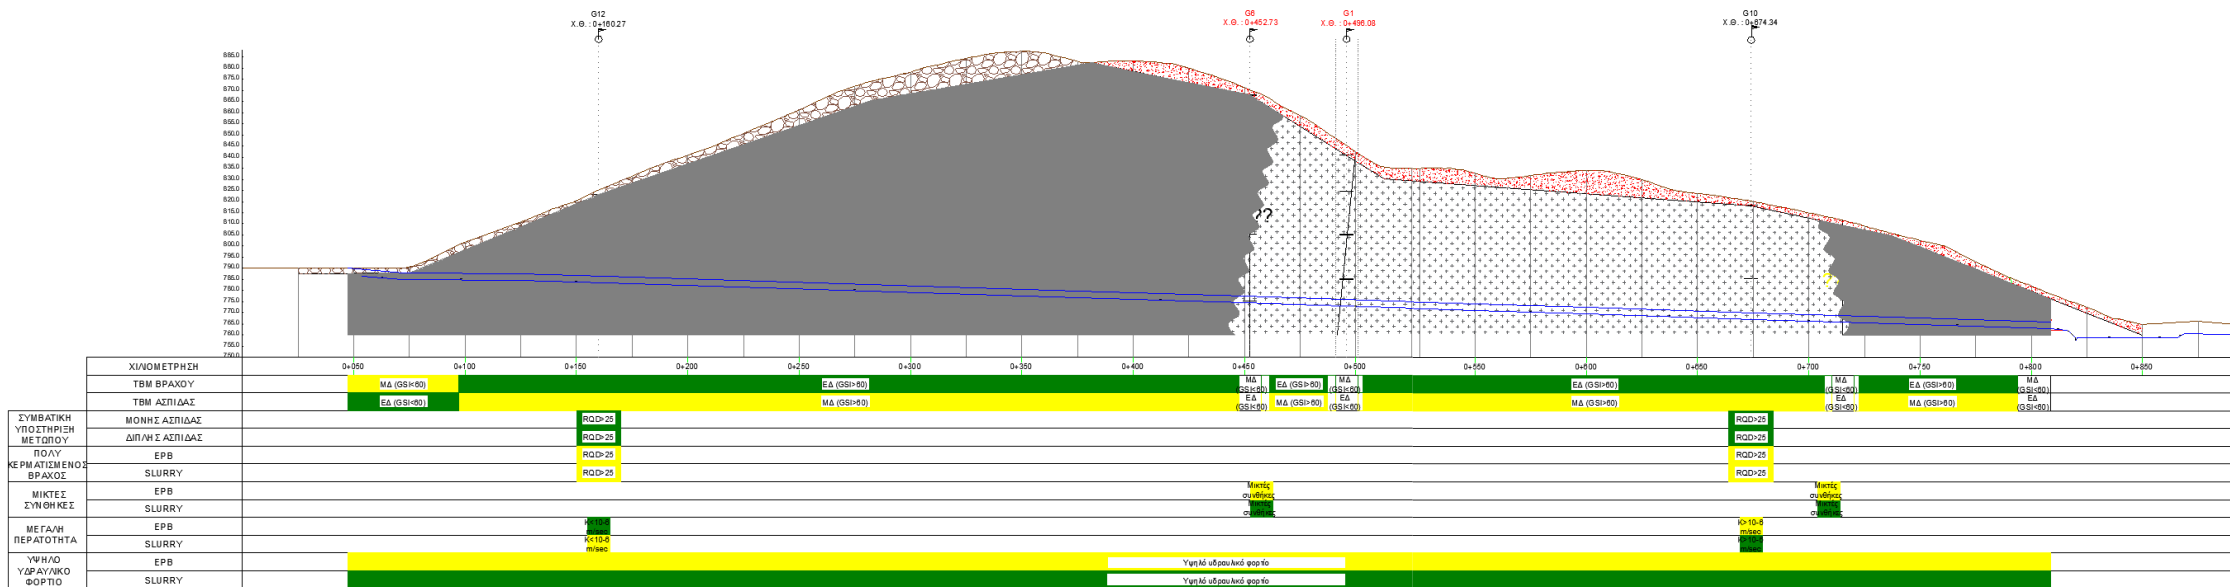 G12
Χ.Θ. : 0+160.27
G6
Χ.Θ. : 0+452.73
G1
Χ.Θ. : 0+496.08
G10
Χ.Θ. : 0+674.34
885.0
880.0
875.0
870.0
865.0
860.0
855.0
850.0
845.0
840.0
835.0
830.0
825.0
820.0
815.0
810.0
805.0
800.0
795.0
790.0
785.0
780.0
775.0
770.0
765.0
760.0
755.0
750.0
??
?
ΧΙΛΙΟΜΕΤΡΗΣΗ 0+050 0+100 0+150 0+200 0+250 0+300 0+350 0+400 0+450 0+500 0+550 0+600 0+650 0+700 0+750 0+800 0+850
ΤΒΜ ΒΡΑΧΟΥ ΜΔ (GSI<60) ΕΔ (GSI>60) ΜΔ (GSI<60) ΕΔ (GSI>60) ΜΔ (GSI<60) ΕΔ (GSI>60) ΜΔ (GSI<60) ΕΔ (GSI>60) ΜΔ (GSI<60)
ΤΒΜ ΑΣΠΙΔΑΣ ΕΔ (GSI<60) ΜΔ (GSI>60) ΕΔ (GSI<60) ΜΔ (GSI>60) ΕΔ (GSI<60) ΜΔ (GSI>60) ΕΔ (GSI<60) ΜΔ (GSI>60) ΕΔ (GSI<60)
ΣΥΜΒΑΤΙΚΗ
ΥΠΟΣΤΗΡΙΞΗ
ΜΕΤΩΠΟΥ
ΜΟΝΗΣ ΑΣΠΙΔΑΣ RQD>25 RQD>25
ΔΙΠΛΗΣ ΑΣΠΙΔΑΣ RQD>25 RQD>25
ΠΟΛΥ
ΚΕΡΜΑΤΙΣΜΕΝΟΣ
ΒΡΑΧΟΣ
EPB RQD>25 RQD>25
SLURRY RQD>25 RQD>25
ΜΙΚΤΕΣ
ΣΥΝΘΗΚΕΣ
EPB Μικτές συνθήκες Μικτές συνθήκες
SLURRY Μικτές συνθήκες Μικτές συνθήκες
ΜΕΓΑΛΗ
ΠΕΡΑΤΟΤΗΤΑ
EPB K<10-6 m/sec K>10-6 m/sec
SLURRY K<10-6 m/sec K>10-6 m/sec
ΥΨΗΛΟ
ΥΔΡΑΥΛΙΚΟ
ΦΟΡΤΙΟ
EPB Υψηλό υδραυλικό φορτίο
SLURRY Υψηλό υδραυλικό φορτίο